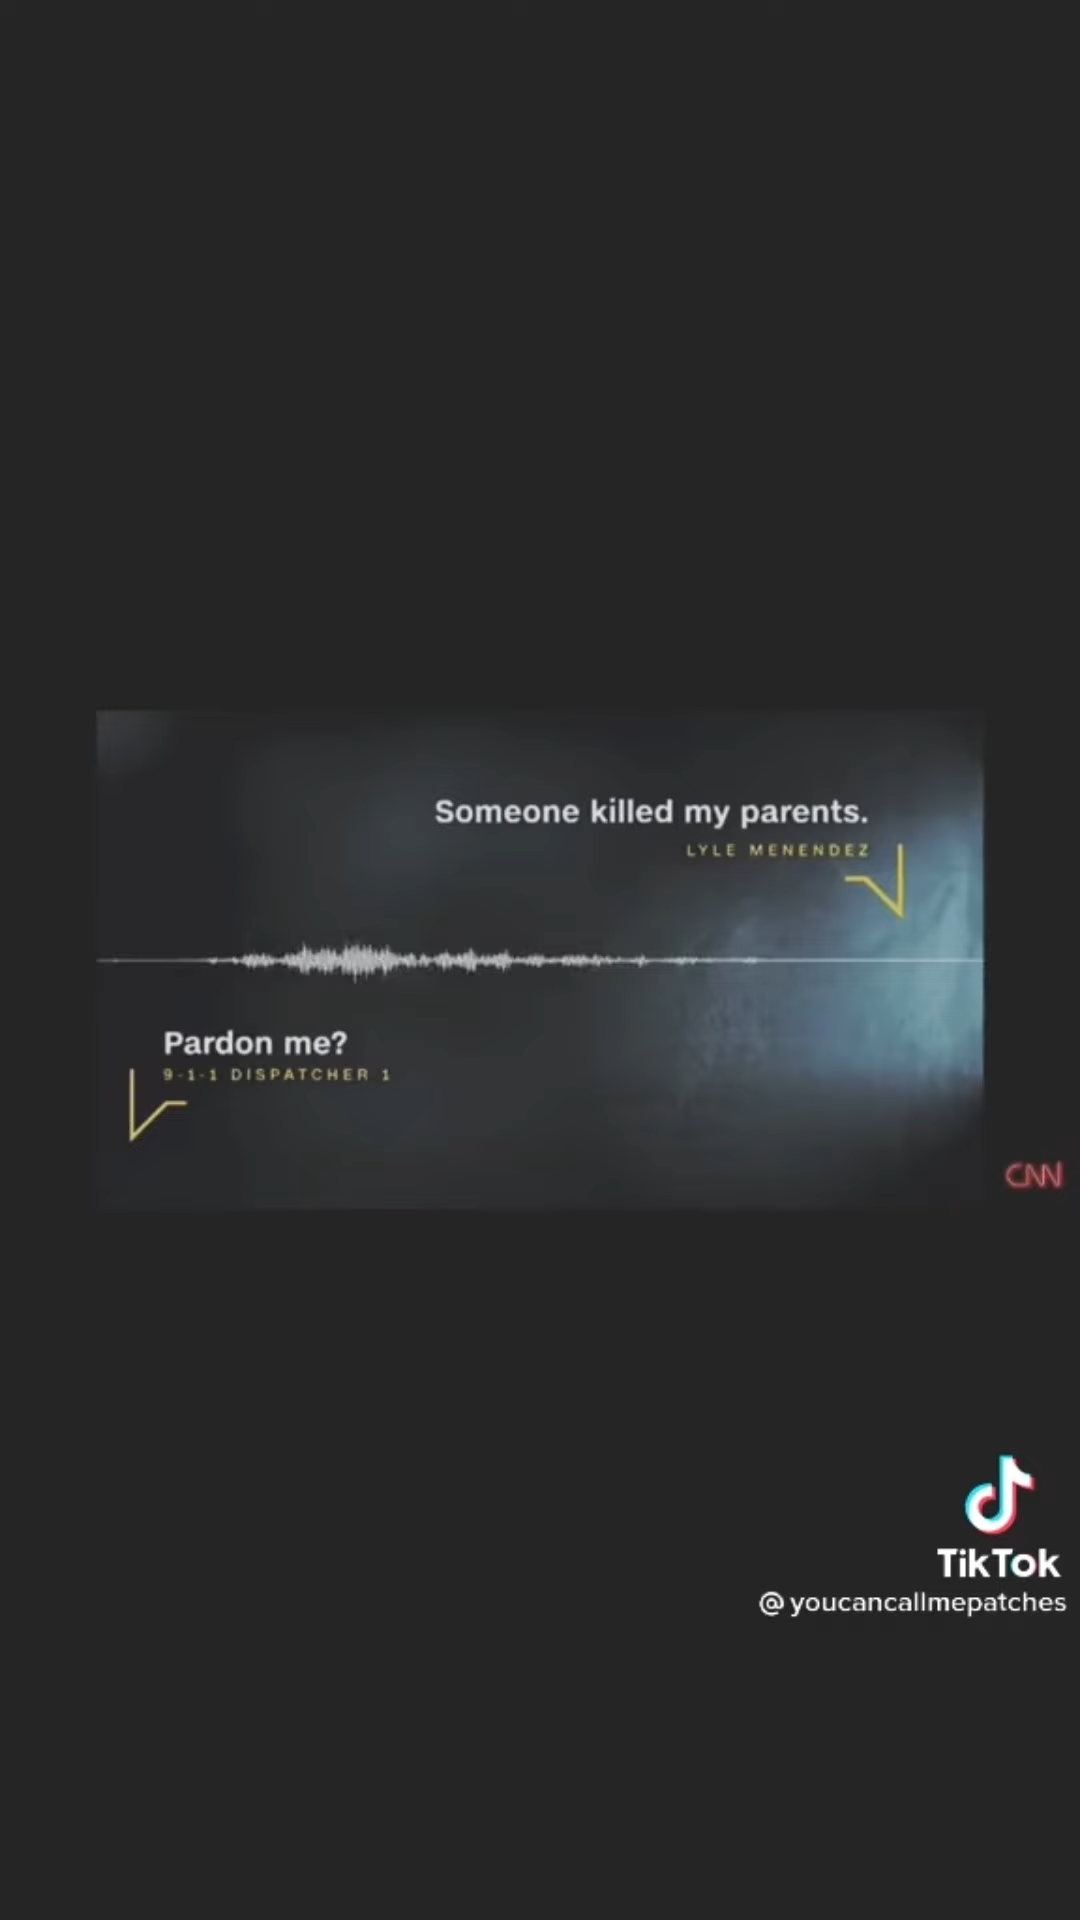 Someone killed my parents.
LYLE MENENDEZ
Pardon me?
9-1-1 DISPATCHER 1
CNN
TikTok
@youcancallmepatches